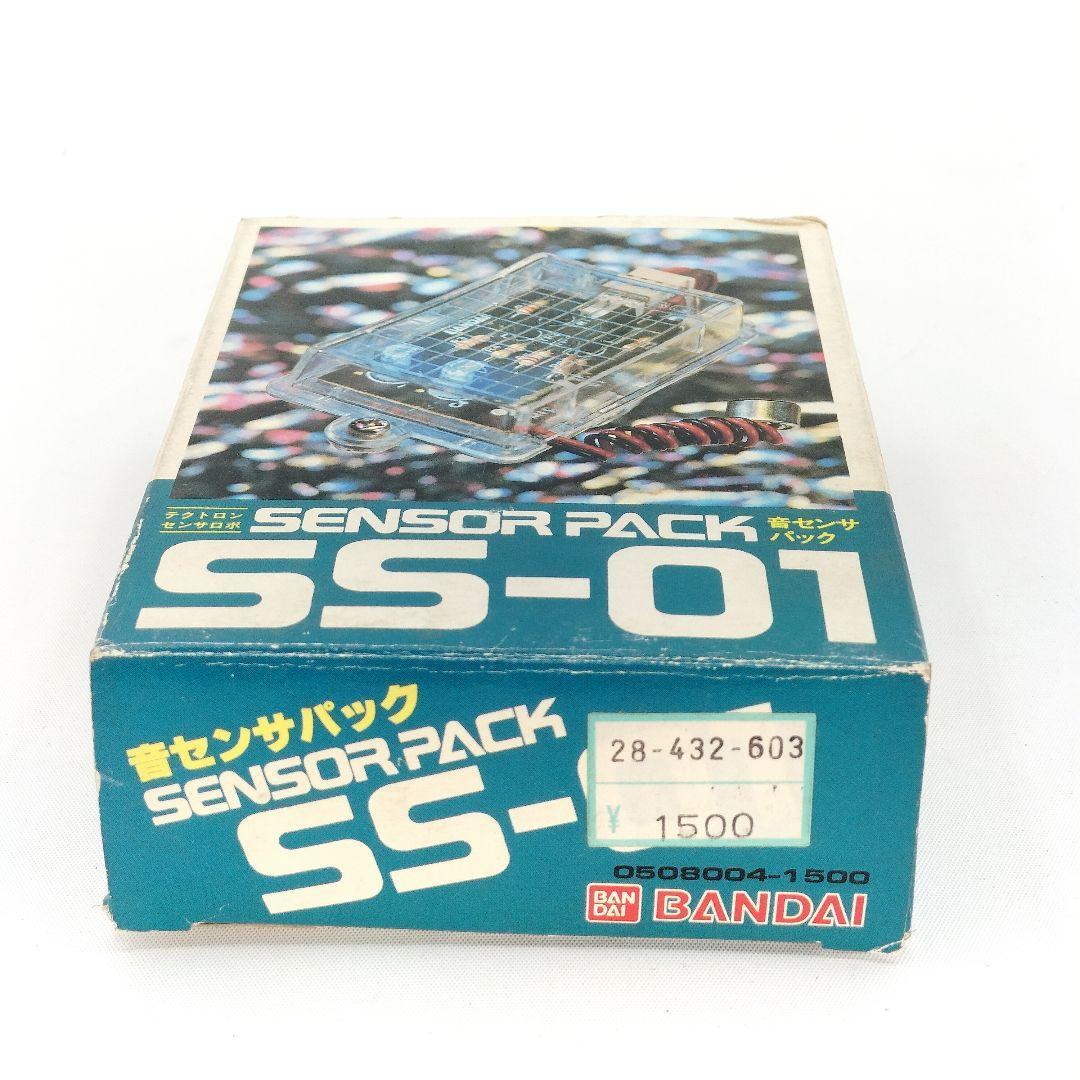 テクトロン
センサロボ
SENSOR PACK
音センサ
パック
SS-01
音センサパック
SENSOR PACK
SS-
28-432-603
¥ 1500
0508004-1500
BAN
DAI
BANDAI